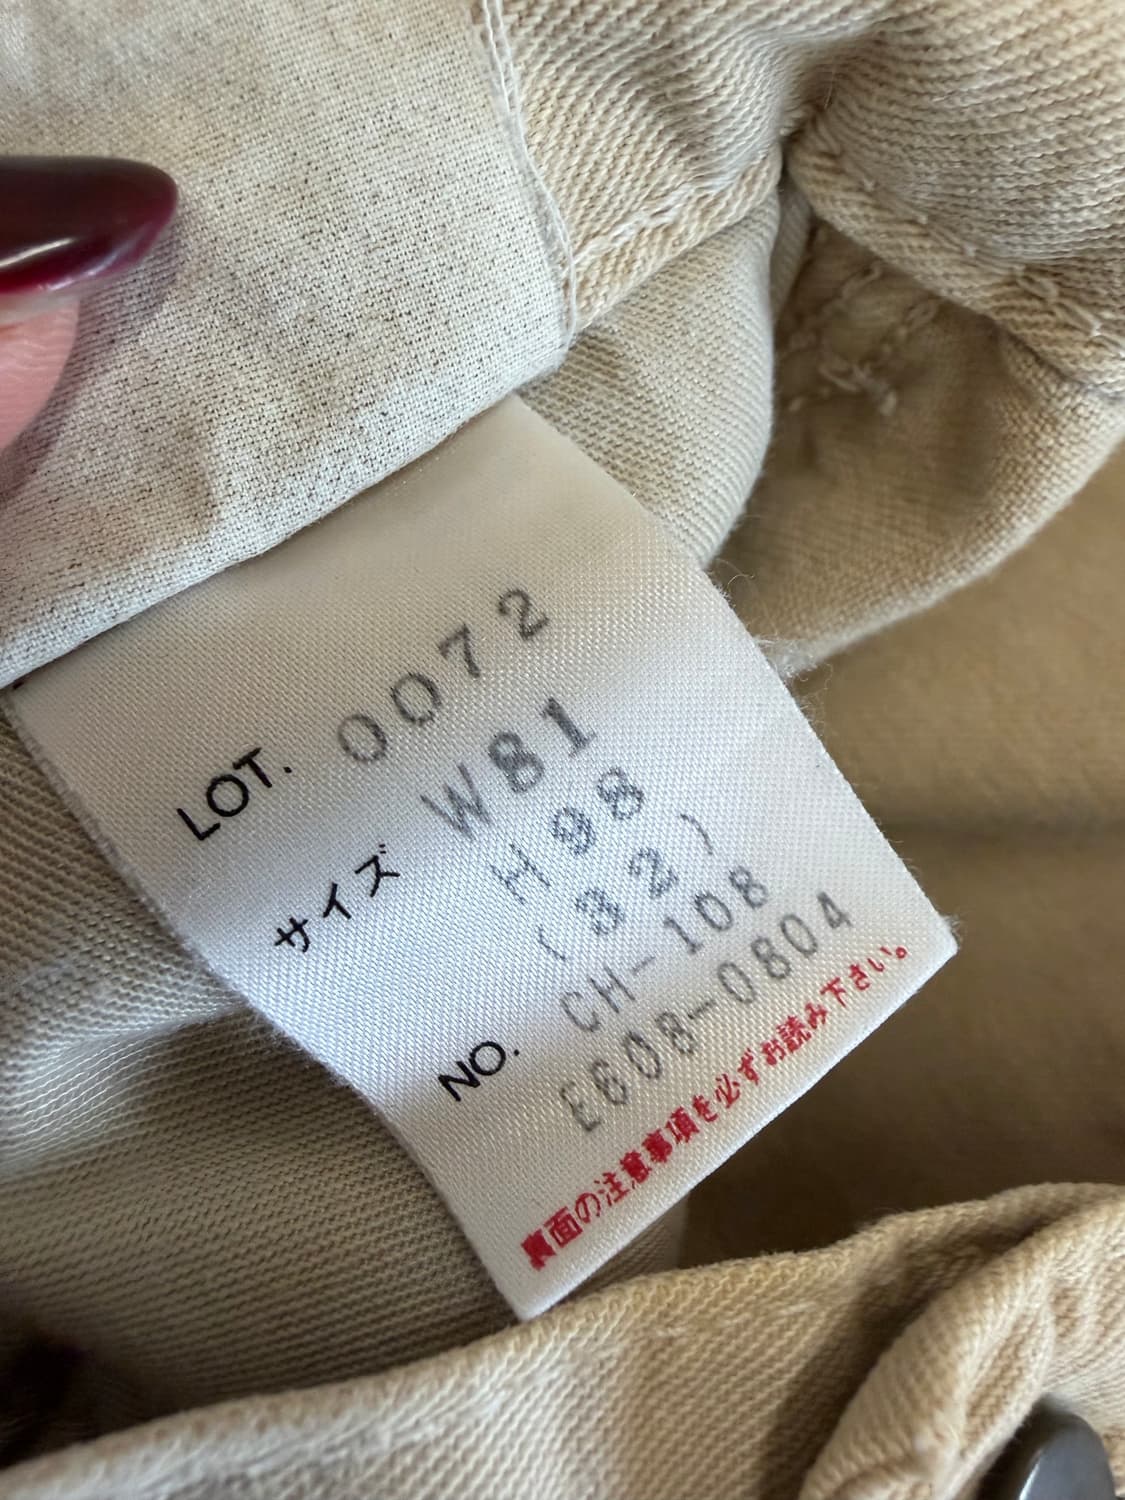 LOT. 0072
サイズ W81
H98
(32)
NO. CH-108
E608-0804
裏面の注意事項を必ずお読み下さい。